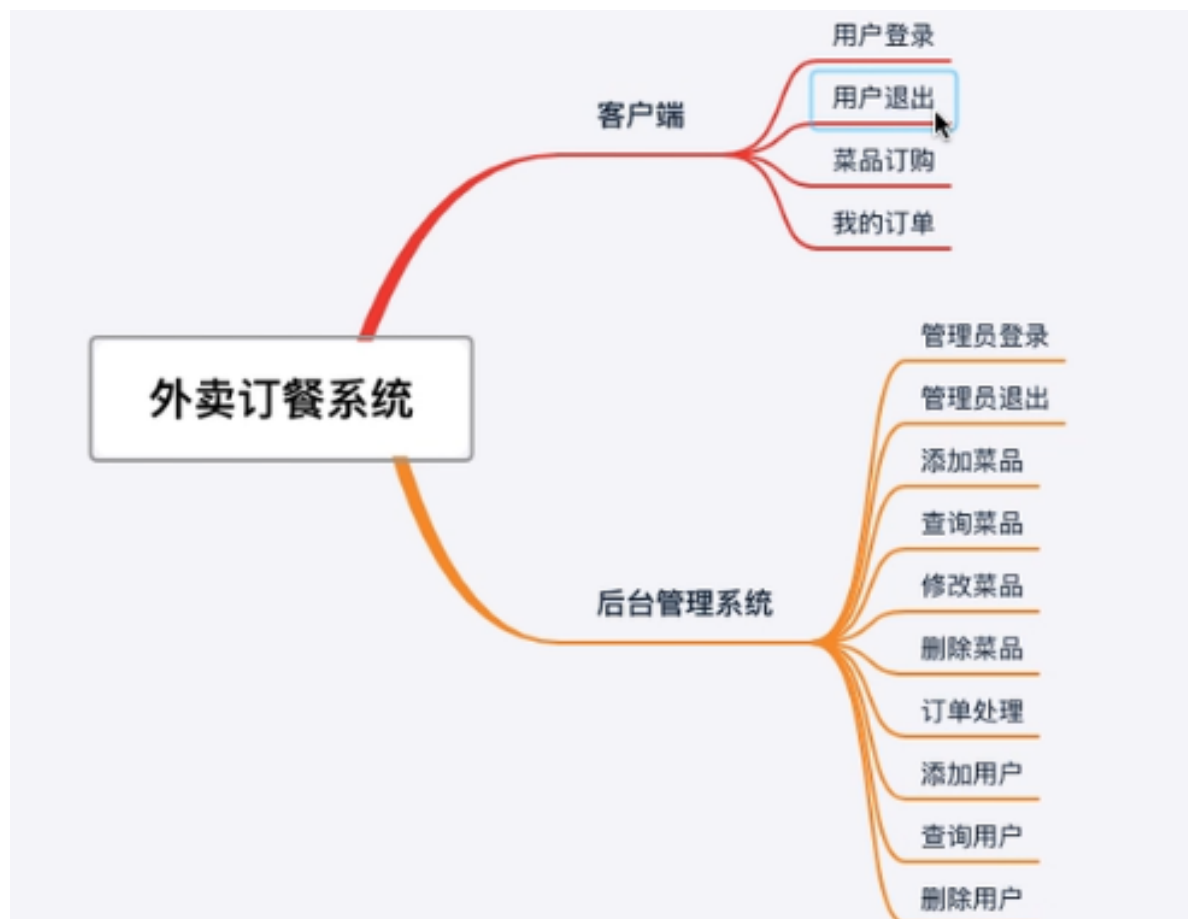 外卖订餐系统
客户端
用户登录
用户退出
菜品订购
我的订单
后台管理系统
管理员登录
管理员退出
添加菜品
查询菜品
修改菜品
删除菜品
订单处理
添加用户
查询用户
删除用户